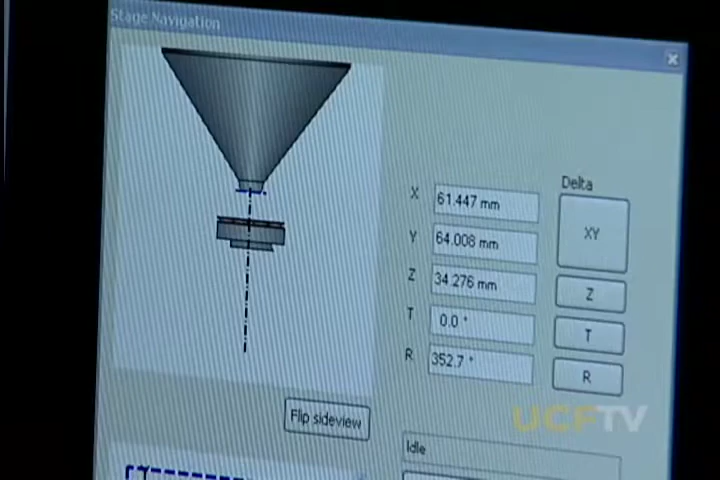 Stage Navigation
Delta
X 61.447 mm XY
Y 64.008 mm
Z 34.276 mm Z
T 0.0 ° T
R 352.7 ° R
Flip sideview
Idle
UCFTV